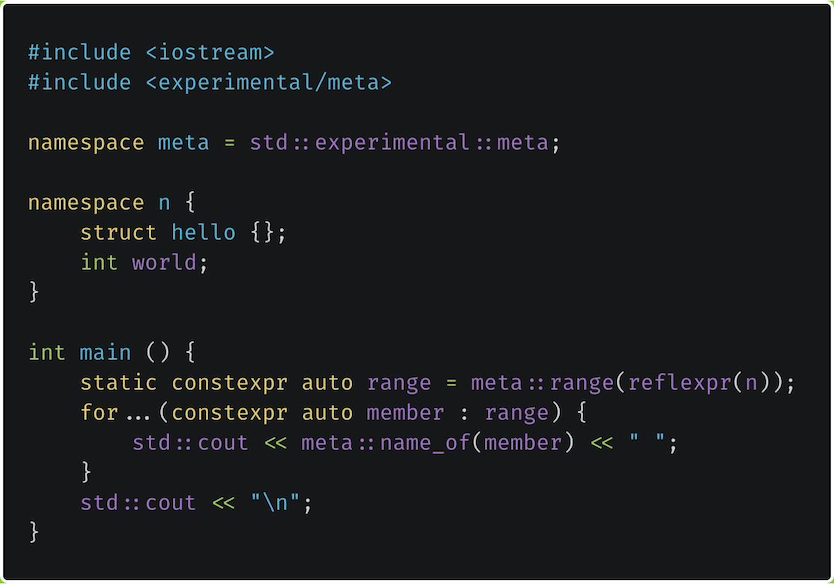 #include <iostream>
#include <experimental/meta>
namespace meta = std::experimental::meta;
namespace n {
    struct hello {};
    int world;
}
int main () {
    static constexpr auto range = meta::range(reflexpr(n));
    for...(constexpr auto member : range) {
        std::cout << meta::name_of(member) << " ";
    }
    std::cout << "\n";
}